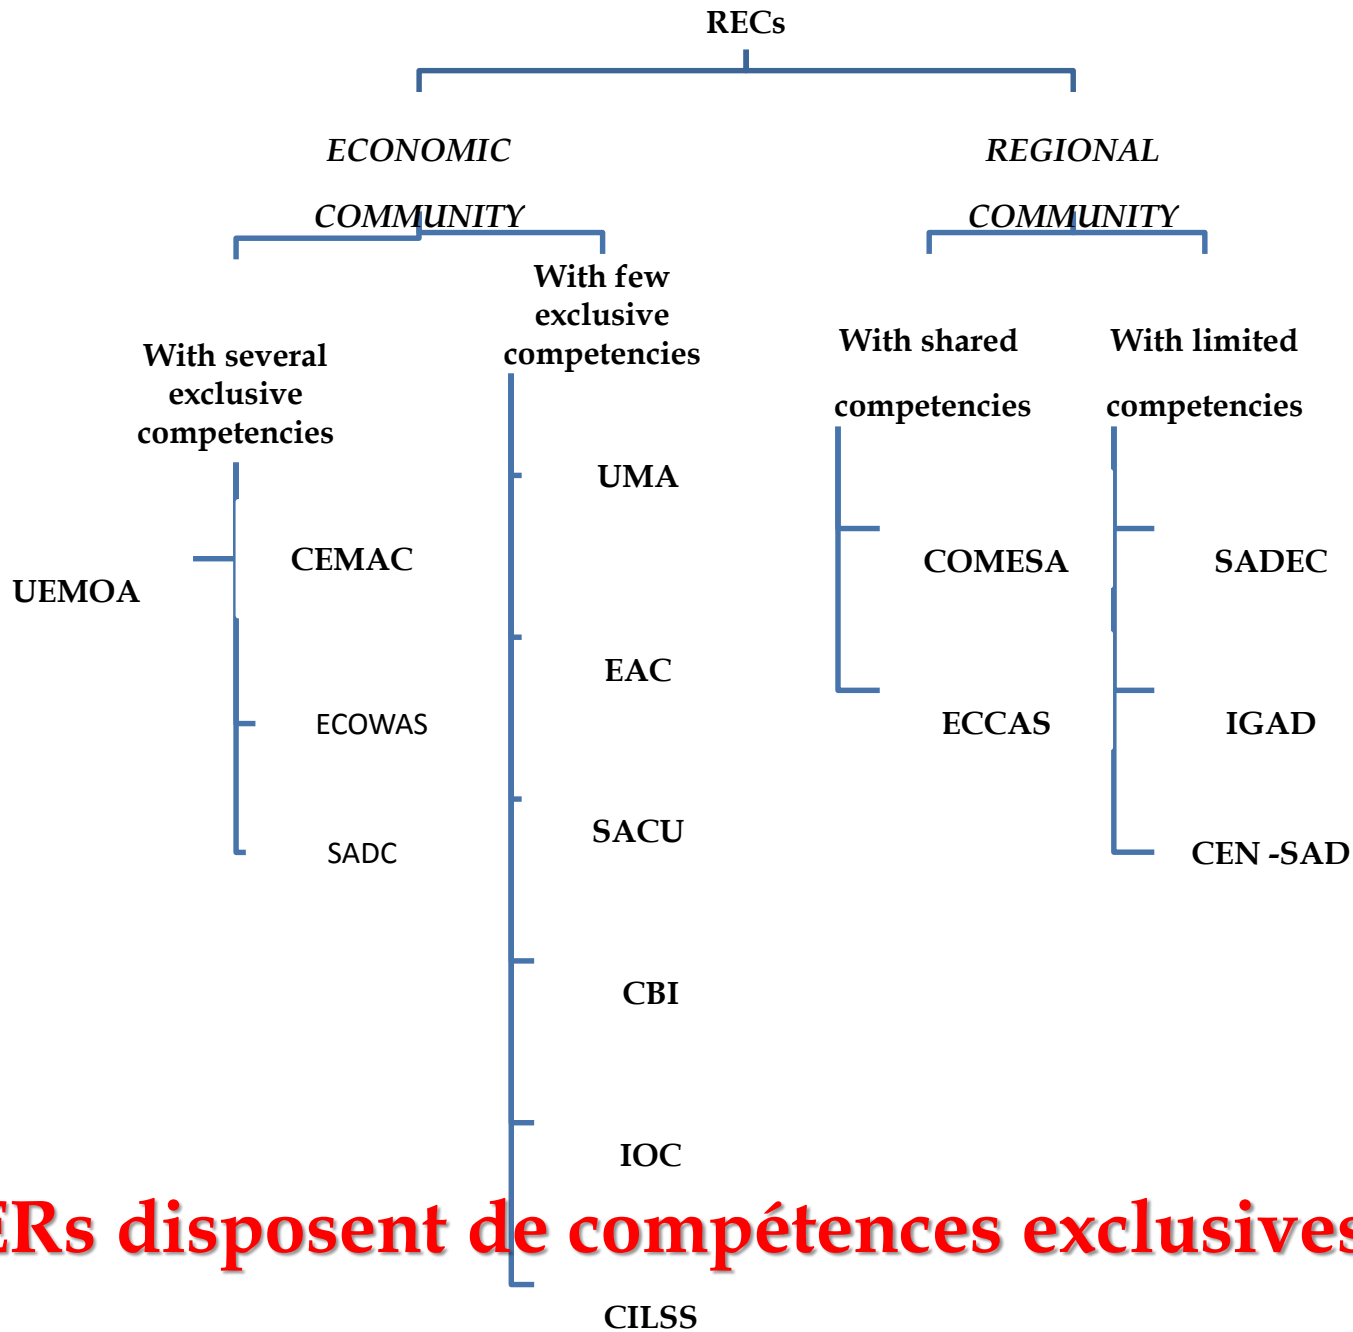 RECs
ECONOMIC
COMMUNITY
REGIONAL
COMMUNITY
With several
exclusive
competencies
With few
exclusive
competencies
With shared
competencies
With limited
competencies
UEMOA
CEMAC
ECOWAS
SADC
UMA
EAC
SACU
CBI
IOC
CILSS
COMESA
ECCAS
SADEC
IGAD
CEN -SAD
ERs disposent de compétences exclusives